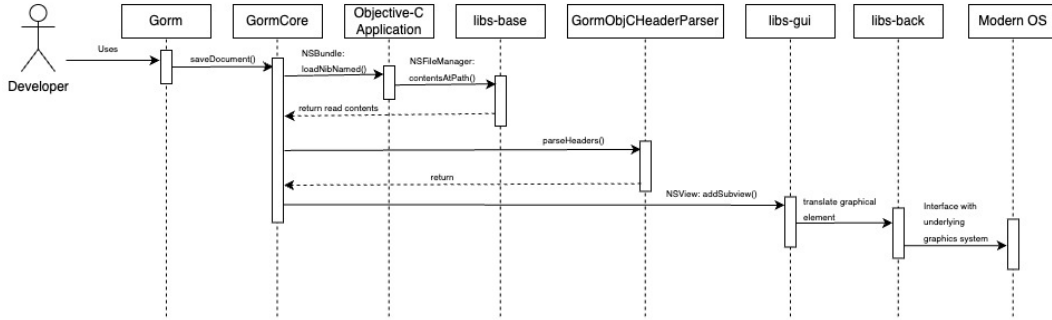 Gorm
GormCore
Objective-C
Application
libs-base
GormObjCHeaderParser
libs-gui
libs-back
Modern OS
Developer
Uses
saveDocument()
NSBundle:
loadNibNamed()
NSFileManager:
contentsAtPath()
return read contents
parseHeaders()
return
NSView: addSubview()
translate graphical
element
Interface with
underlying
graphics system